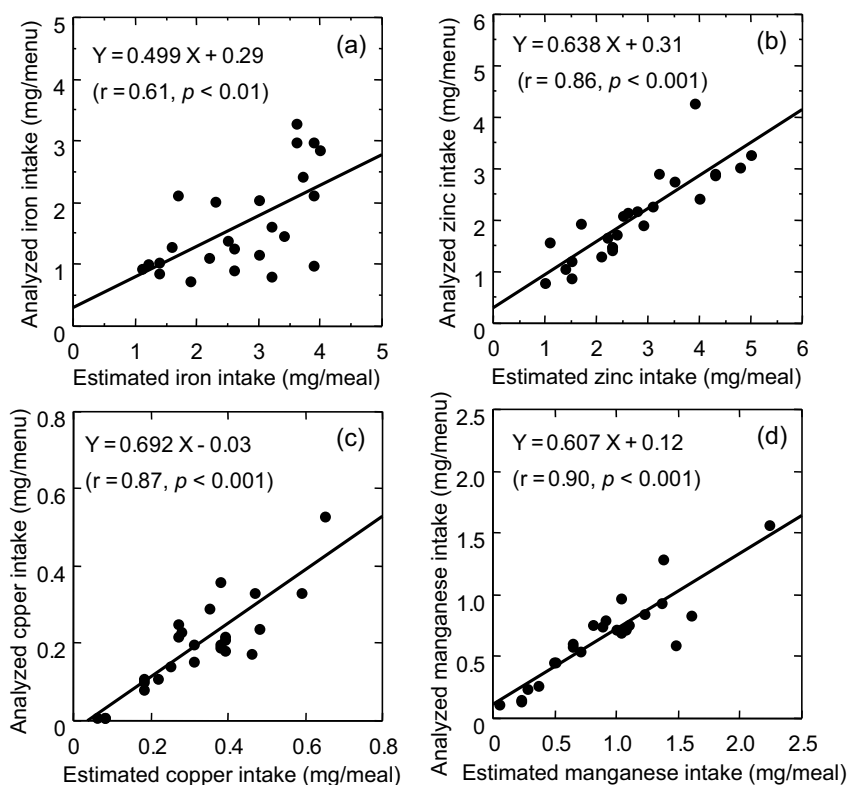 (a)
Y = 0.499 X + 0.29
(r = 0.61, p < 0.01)
Analyzed iron intake (mg/menu)
5
4
3
2
1
0
0 1 2 3 4 5
Estimated iron intake (mg/meal)
(b)
Y = 0.638 X + 0.31
(r = 0.86, p < 0.001)
Analyzed zinc intake (mg/menu)
6
5
4
3
2
1
0
0 1 2 3 4 5 6
Estimated zinc intake (mg/meal)
(c)
Y = 0.692 X - 0.03
(r = 0.87, p < 0.001)
Analyzed cpper intake (mg/menu)
0.8
0.6
0.4
0.2
0
0 0.2 0.4 0.6 0.8
Estimated copper intake (mg/meal)
(d)
Y = 0.607 X + 0.12
(r = 0.90, p < 0.001)
Analyzed manganese intake (mg/menu)
2.5
2.0
1.5
1.0
0.5
0
0 0.5 1.0 1.5 2.0 2.5
Estimated manganese intake (mg/meal)